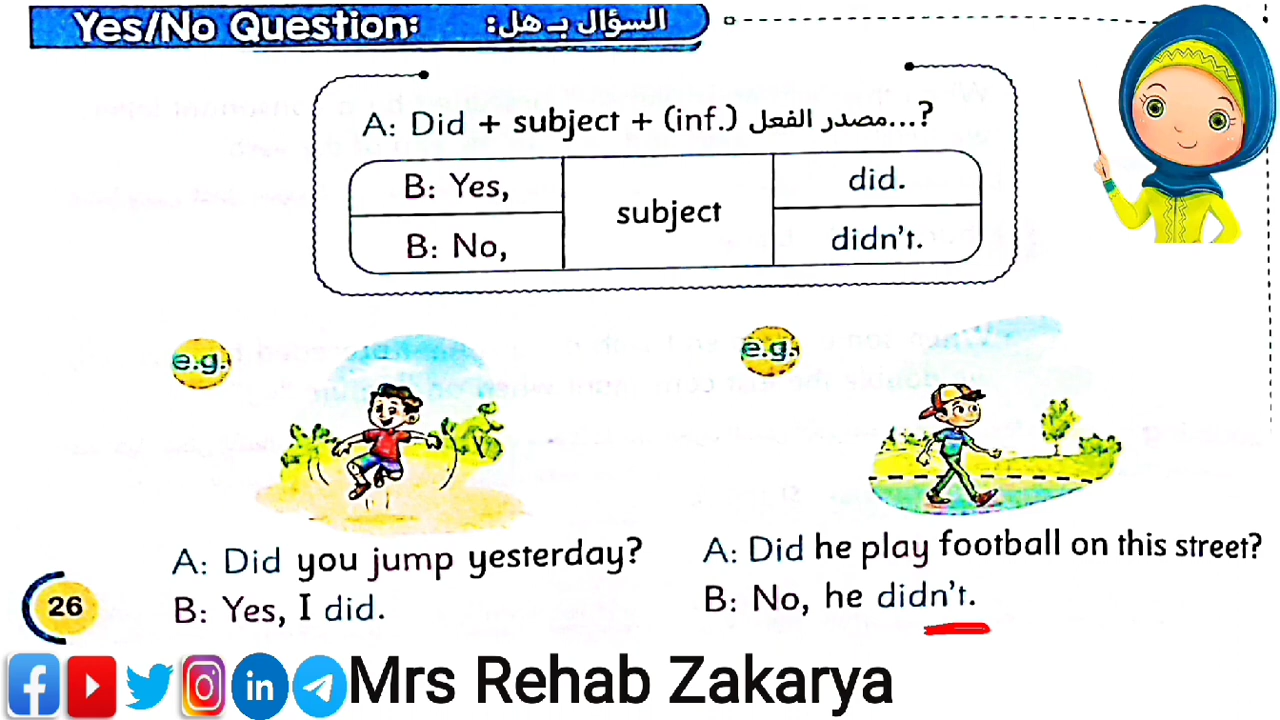 Yes/No Question: السؤال بـ هل:
A: Did + subject + (inf.) مصدر الفعل...?
B: Yes,
subject
did.
B: No,
didn't.
e.g.
e.g.
A: Did you jump yesterday?
B: Yes, I did.
A: Did he play football on this street?
B: No, he didn't.
26
Mrs Rehab Zakarya